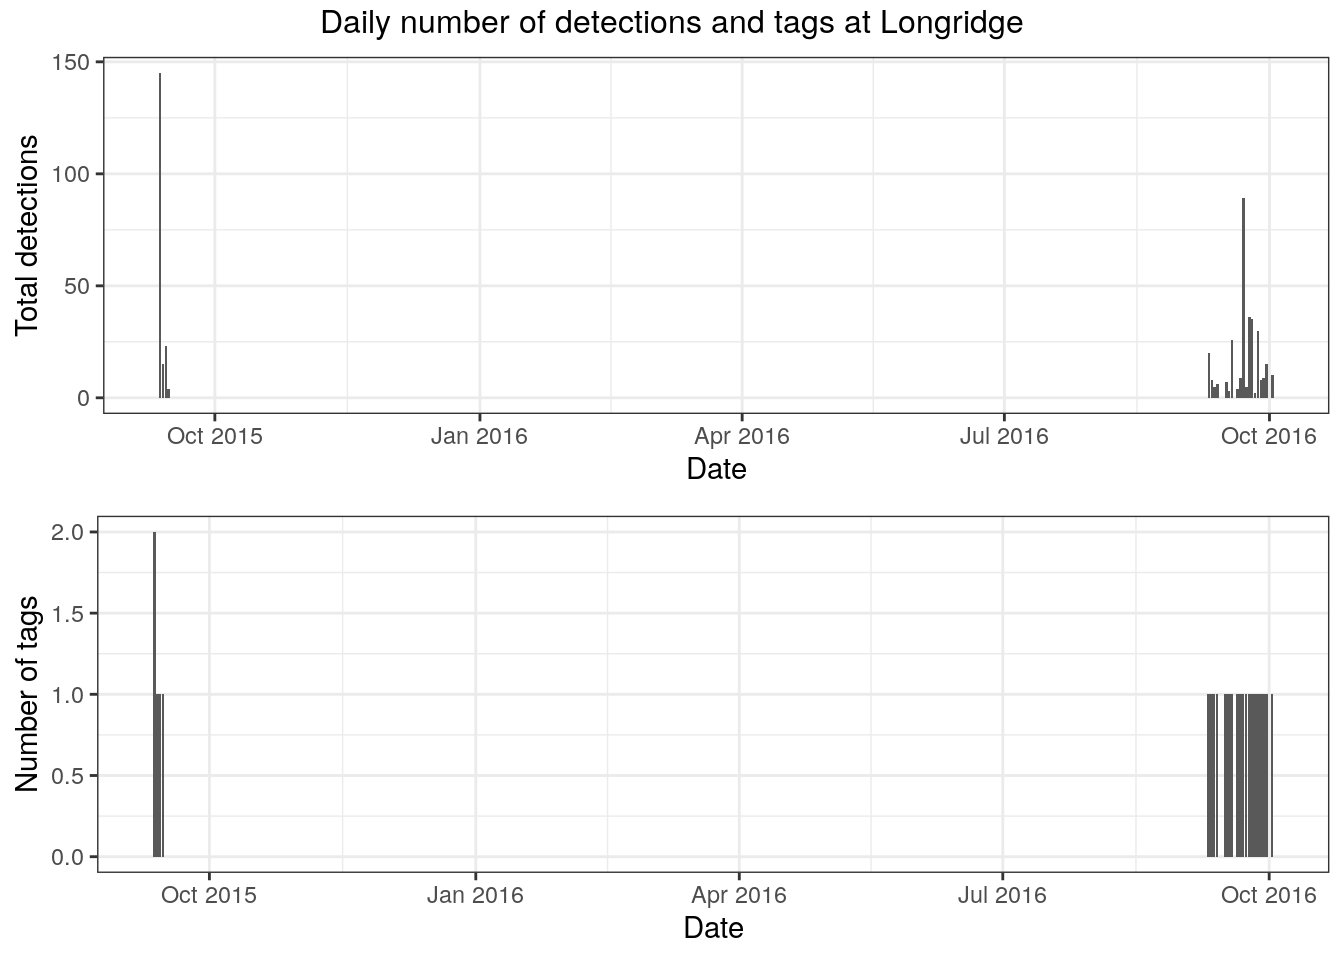 Daily number of detections and tags at Longridge
150
100
50
0
Total detections
Oct 2015 Jan 2016 Apr 2016 Jul 2016 Oct 2016
Date
2.0
1.5
1.0
0.5
0.0
Number of tags
Oct 2015 Jan 2016 Apr 2016 Jul 2016 Oct 2016
Date